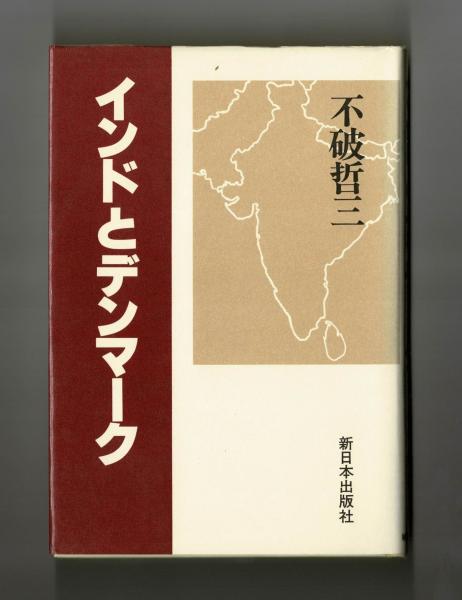 不破哲三
インドとデンマーク
新日本出版社